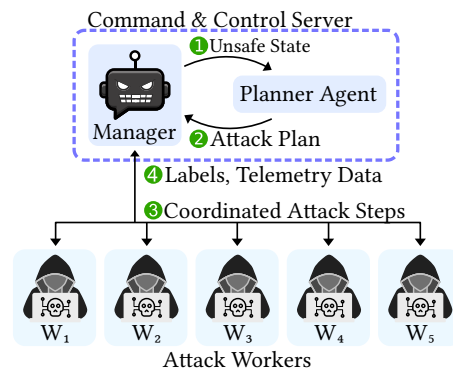 Command & Control Server
1 Unsafe State
Planner Agent
Manager
2 Attack Plan
4 Labels, Telemetry Data
3 Coordinated Attack Steps
W₁ W₂ W₃ W₄ W₅
Attack Workers